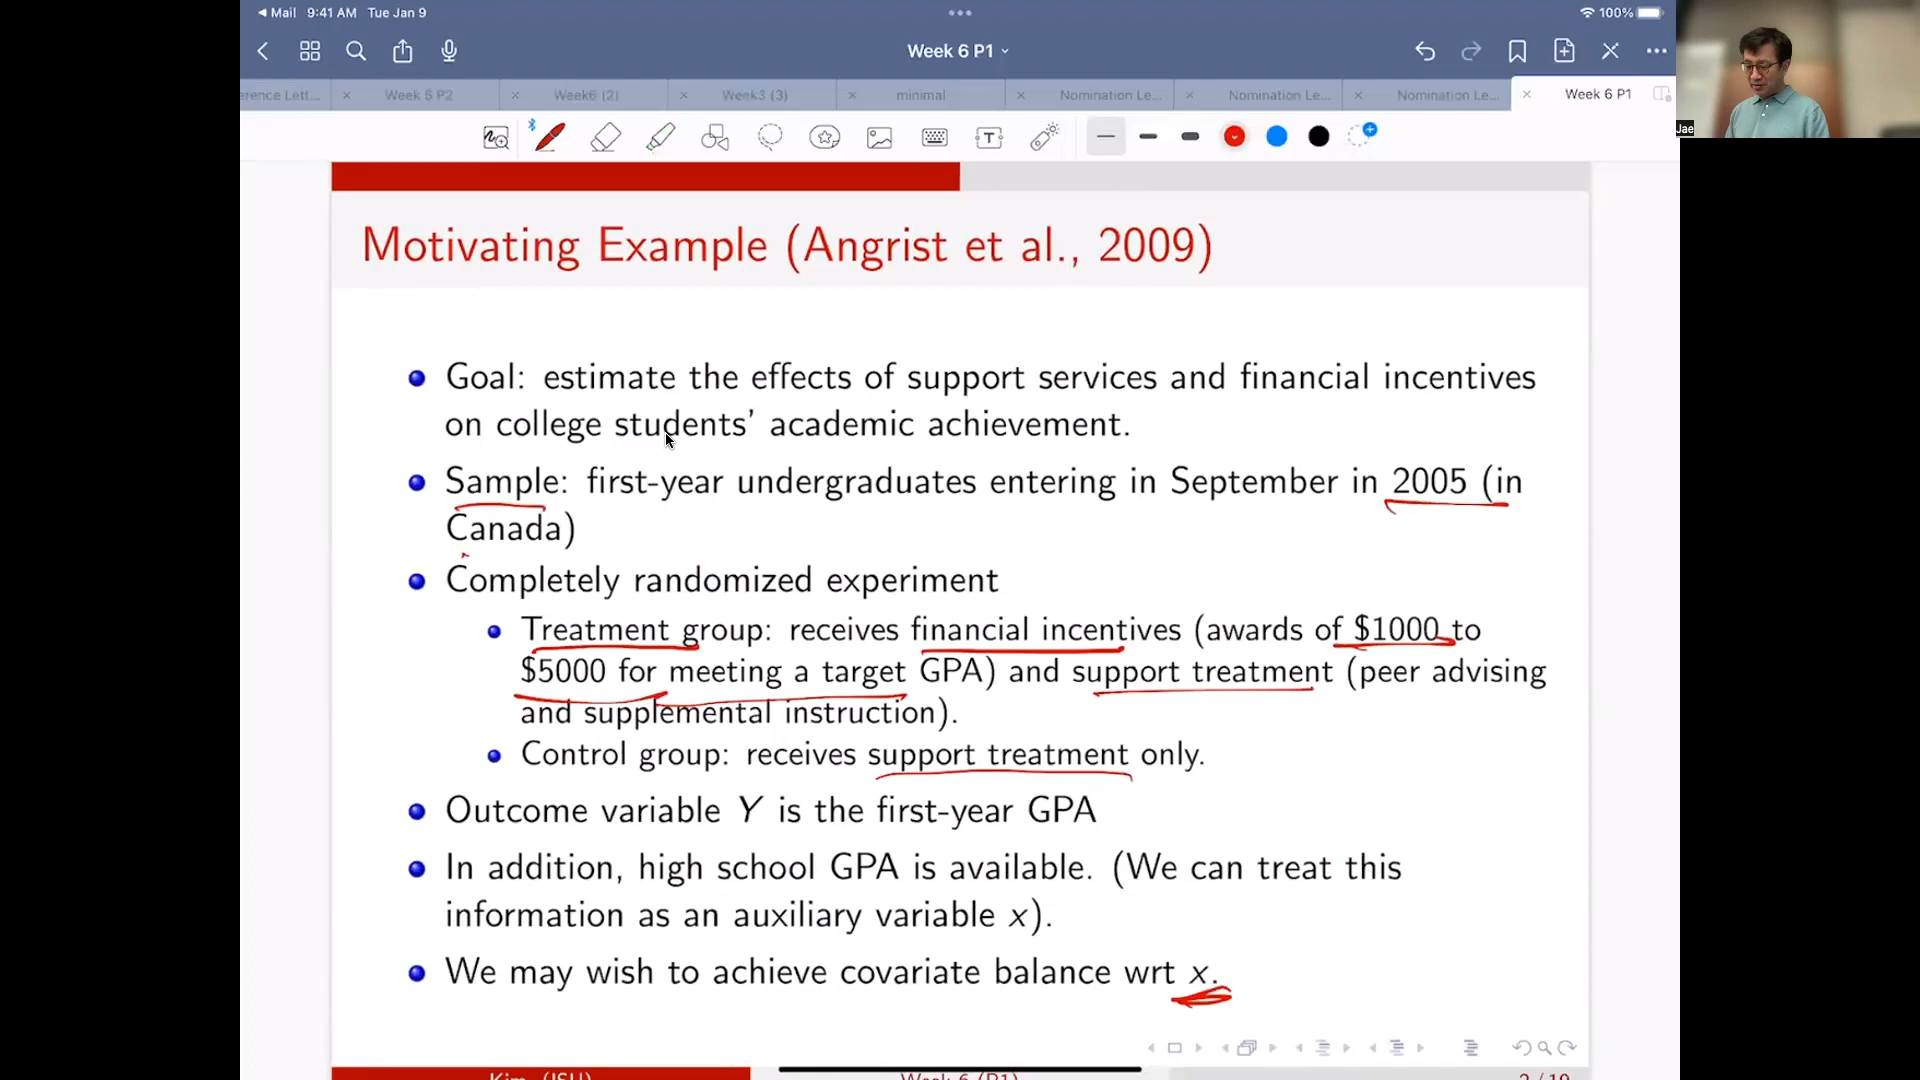 Mail 9:41 AM Tue Jan 9 100%
Week 6 P1
erence Lett... Week 5 P2 Week6 (2) Week3 (3) minimal Nomination Le... Nomination Le... Nomination Le... Week 6 P1
Jae
Motivating Example (Angrist et al., 2009)
Goal: estimate the effects of support services and financial incentives
on college students' academic achievement.
Sample: first-year undergraduates entering in September in 2005 (in
Canada)
Completely randomized experiment
Treatment group: receives financial incentives (awards of $1000 to
$5000 for meeting a target GPA) and support treatment (peer advising
and supplemental instruction).
Control group: receives support treatment only.
Outcome variable Y is the first-year GPA
In addition, high school GPA is available. (We can treat this
information as an auxiliary variable x).
We may wish to achieve covariate balance wrt x.
Kim (ISU) Week 6 (P1) 2 / 19